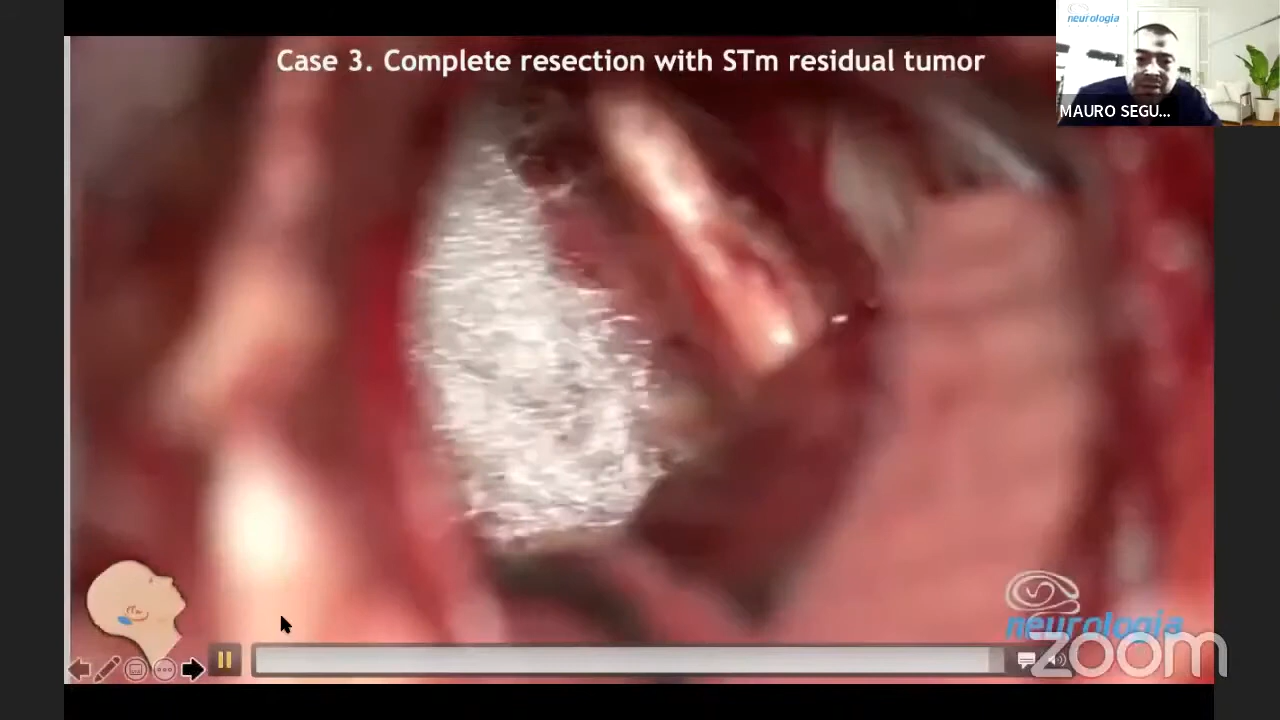 neurologia
Case 3. Complete resection with STm residual tumor
MAURO SEGU...
neurologia
zoom